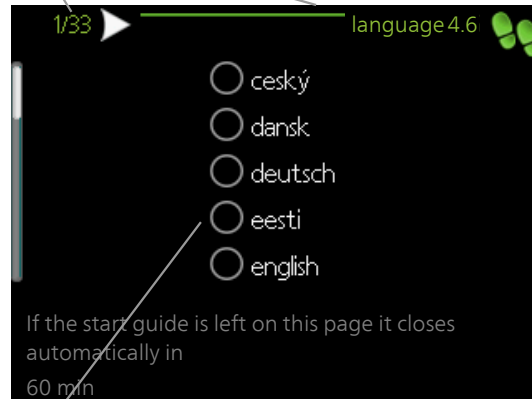 1/33 language 4.6
ceský
dansk
deutsch
eesti
english
If the start guide is left on this page it closes
automatically in
60 min